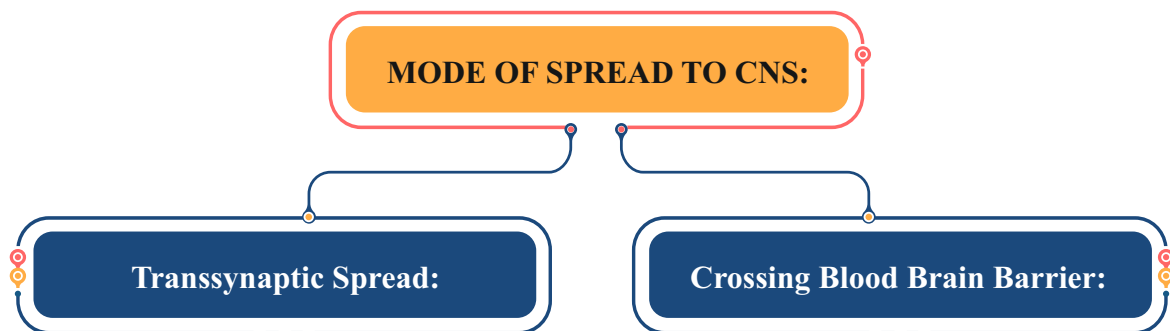 MODE OF SPREAD TO CNS:
Transsynaptic Spread:
Crossing Blood Brain Barrier: